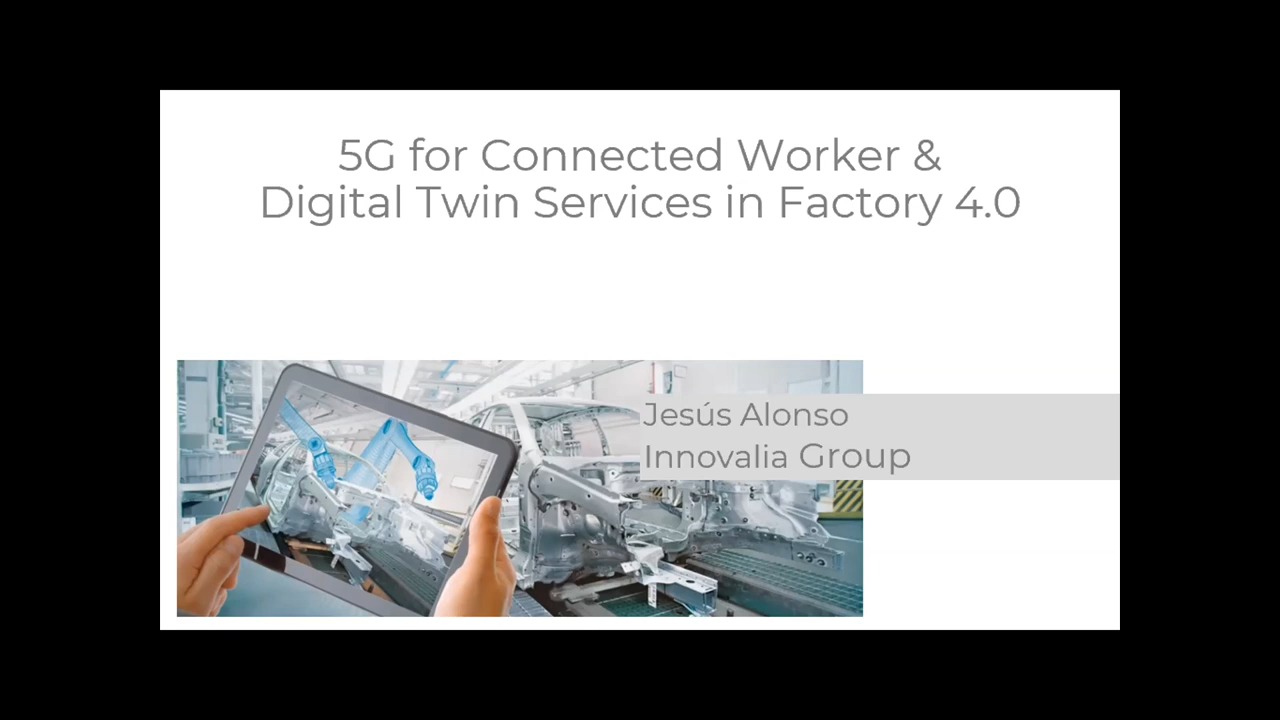 5G for Connected Worker &
Digital Twin Services in Factory 4.0
Jesús Alonso
Innovalia Group